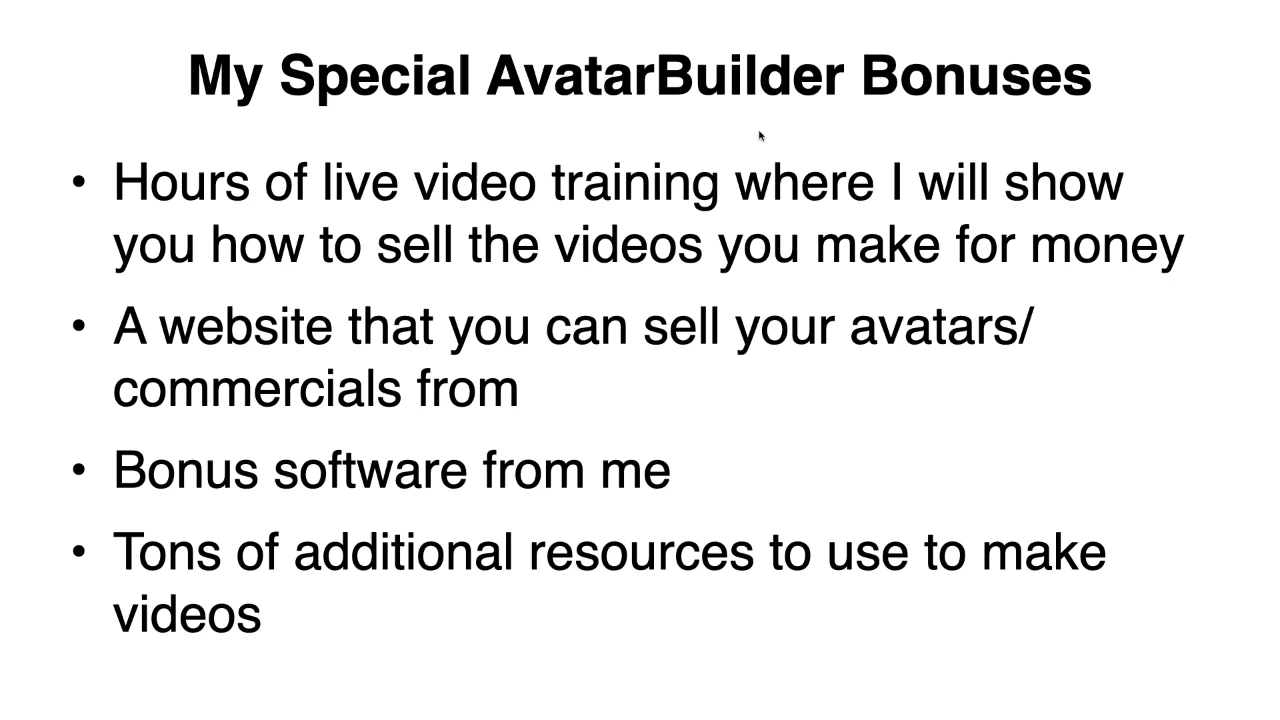 My Special AvatarBuilder Bonuses
• Hours of live video training where I will show
you how to sell the videos you make for money
• A website that you can sell your avatars/
commercials from
• Bonus software from me
• Tons of additional resources to use to make
videos